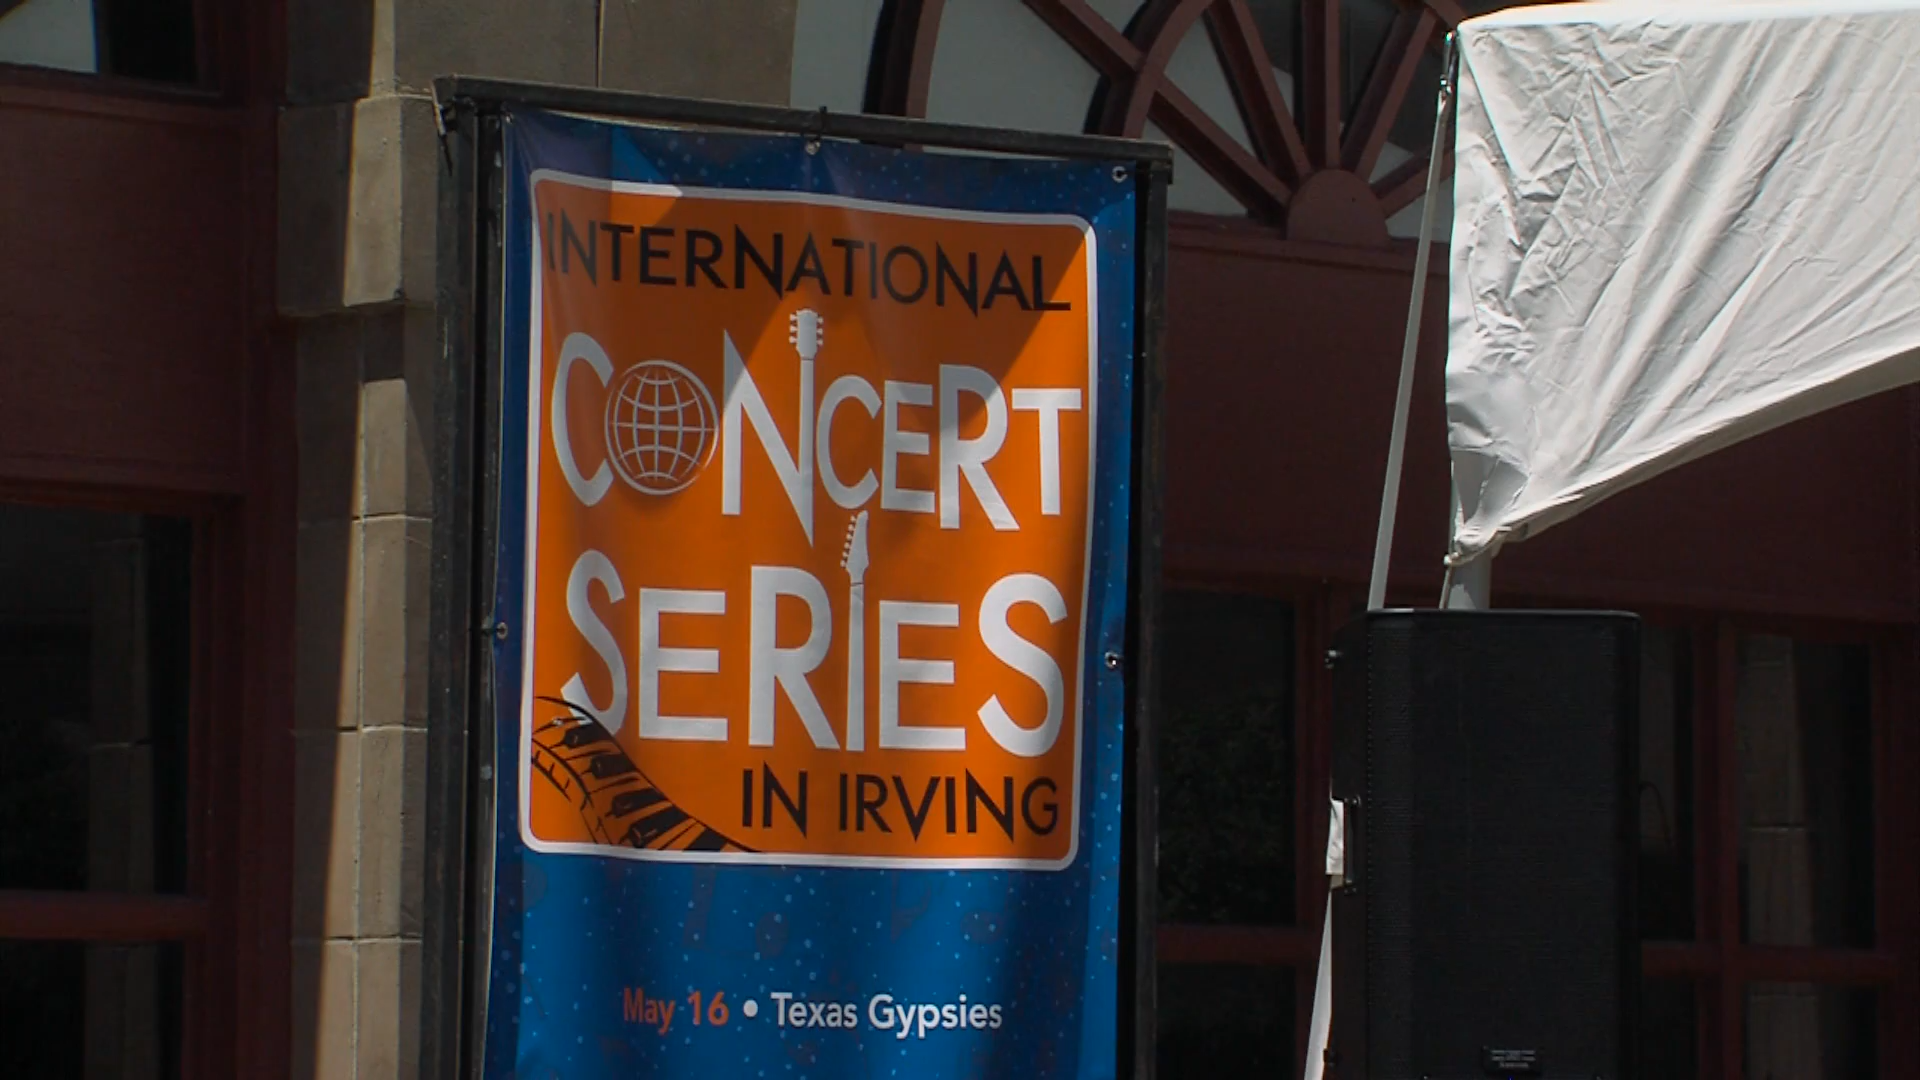 INTERNATIONAL
CONCERT
SERIES
IN IRVING
May 16 • Texas Gypsies